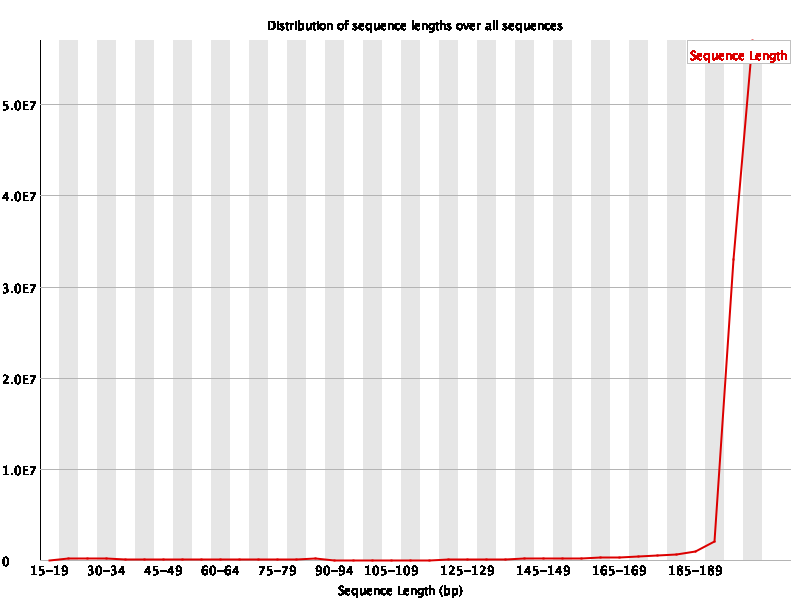 Distribution of sequence lengths over all sequences
Sequence Length
5.0E7
4.0E7
3.0E7
2.0E7
1.0E7
0
15-19 30-34 45-49 60-64 75-79 90-94 105-109 125-129 145-149 165-169 185-189
Sequence Length (bp)